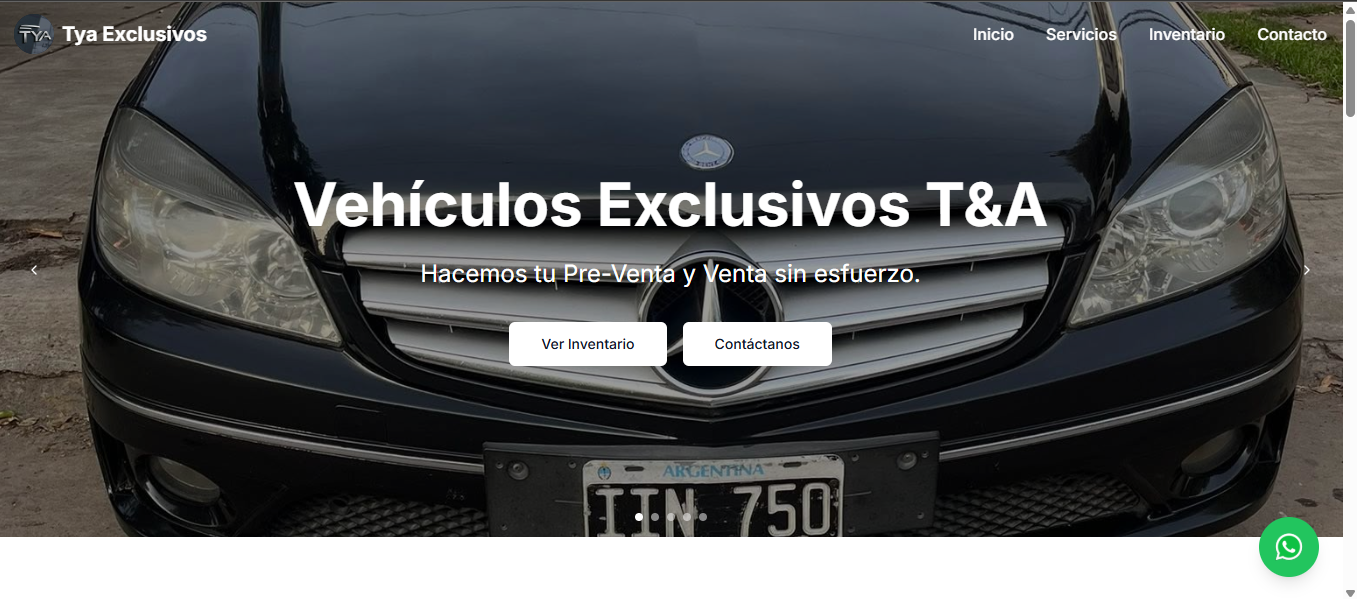 TYA
Tya Exclusivos
Inicio
Servicios
Inventario
Contacto
Vehículos Exclusivos T&A
Hacemos tu Pre-Venta y Venta sin esfuerzo.
Ver Inventario
Contáctanos
ARGENTINA
IIN 750